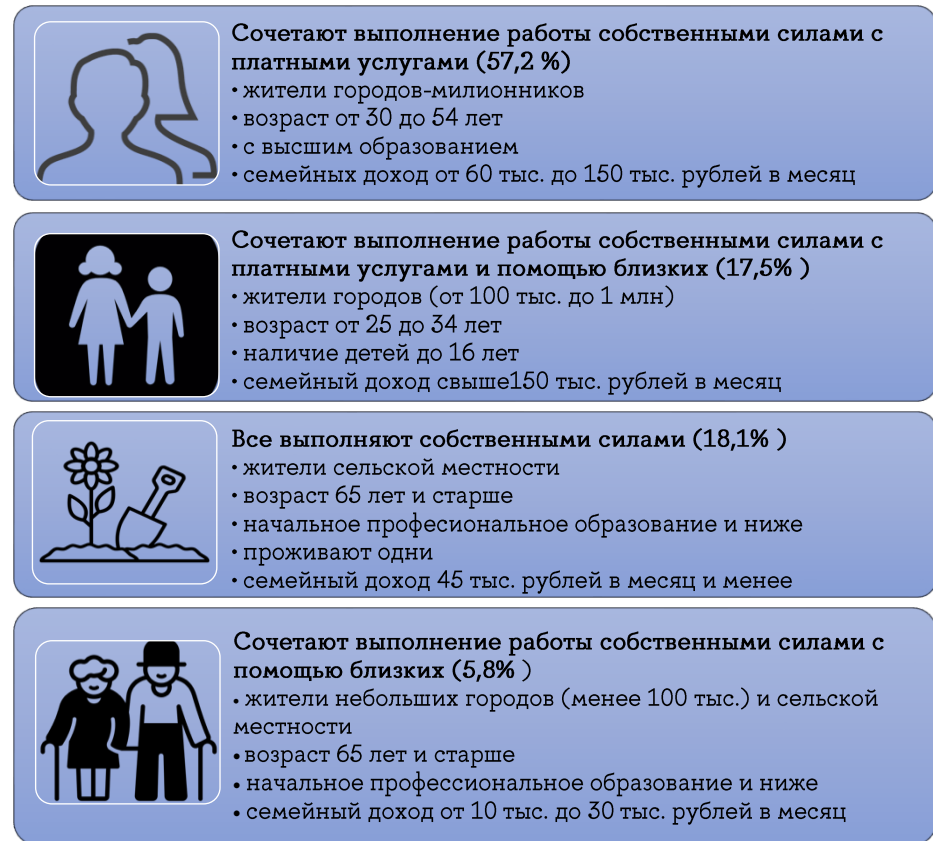 Сочетают выполнение работы собственными силами с
платными услугами (57,2 %)
• жители городов-милионников
• возраст от 30 до 54 лет
• с высшим образованием
• семейных доход от 60 тыс. до 150 тыс. рублей в месяц
Сочетают выполнение работы собственными силами с
платными услугами и помощью близких (17,5% )
• жители городов (от 100 тыс. до 1 млн)
• возраст от 25 до 34 лет
• наличие детей до 16 лет
• семейный доход свыше150 тыс. рублей в месяц
Все выполняют собственными силами (18,1% )
• жители сельской местности
• возраст 65 лет и старше
• начальное професиональное образование и ниже
• проживают одни
• семейный доход 45 тыс. рублей в месяц и менее
Сочетают выполнение работы собственными силами с
помощью близких (5,8% )
• жители небольших городов (менее 100 тыс.) и сельской
местности
• возраст 65 лет и старше
• начальное профессиональное образование и ниже
• семейный доход от 10 тыс. до 30 тыс. рублей в месяц